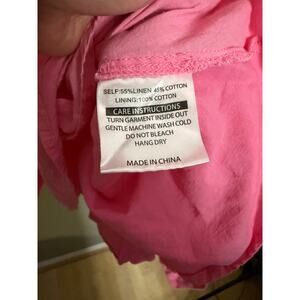 SELF:55%LINEN 45% COTTON
LINING:100% COTTON
CARE INSTRUCTIONS
TURN GARMENT INSIDE OUT
GENTLE MACHINE WASH COLD
DO NOT BLEACH
HANG DRY
MADE IN CHINA